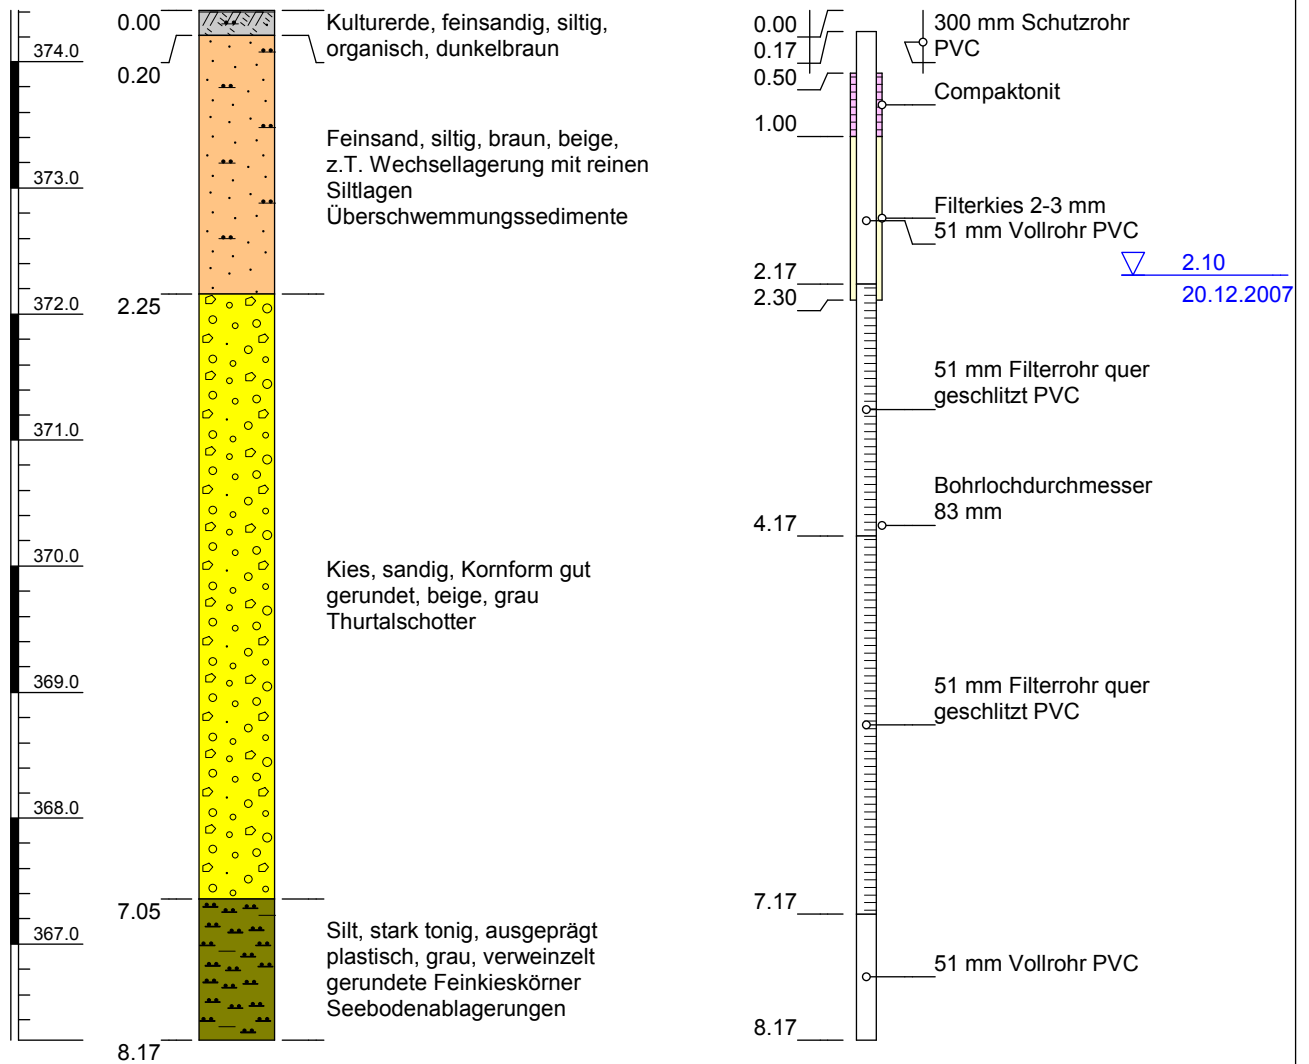 374.0
373.0
372.0
371.0
370.0
369.0
368.0
367.0
0.00
0.20
2.25
7.05
8.17
Kulturerde, feinsandig, siltig,
organisch, dunkelbraun
Feinsand, siltig, braun, beige,
z.T. Wechsellagerung mit reinen
Siltlagen
Überschwemmungssedimente
Kies, sandig, Kornform gut
gerundet, beige, grau
Thurtalschotter
Silt, stark tonig, ausgeprägt
plastisch, grau, verweinzelt
gerundete Feinkieskörner
Seebodenablagerungen
0.00
0.17
0.50
1.00
2.17
2.30
4.17
7.17
8.17
300 mm Schutzrohr
PVC
Compaktonit
Filterkies 2-3 mm
51 mm Vollrohr PVC
51 mm Filterrohr quer
geschlitzt PVC
Bohrlochdurchmesser
83 mm
51 mm Filterrohr quer
geschlitzt PVC
51 mm Vollrohr PVC
2.10
20.12.2007